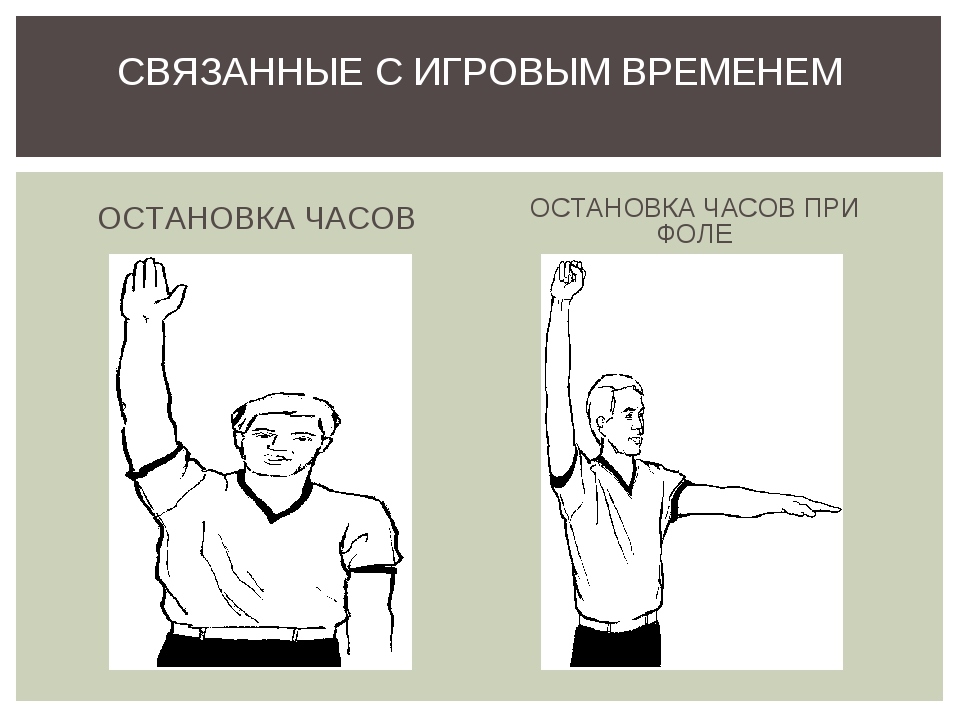 СВЯЗАННЫЕ С ИГРОВЫМ ВРЕМЕНЕМ
ОСТАНОВКА ЧАСОВ
ОСТАНОВКА ЧАСОВ ПРИ
ФОЛЕ